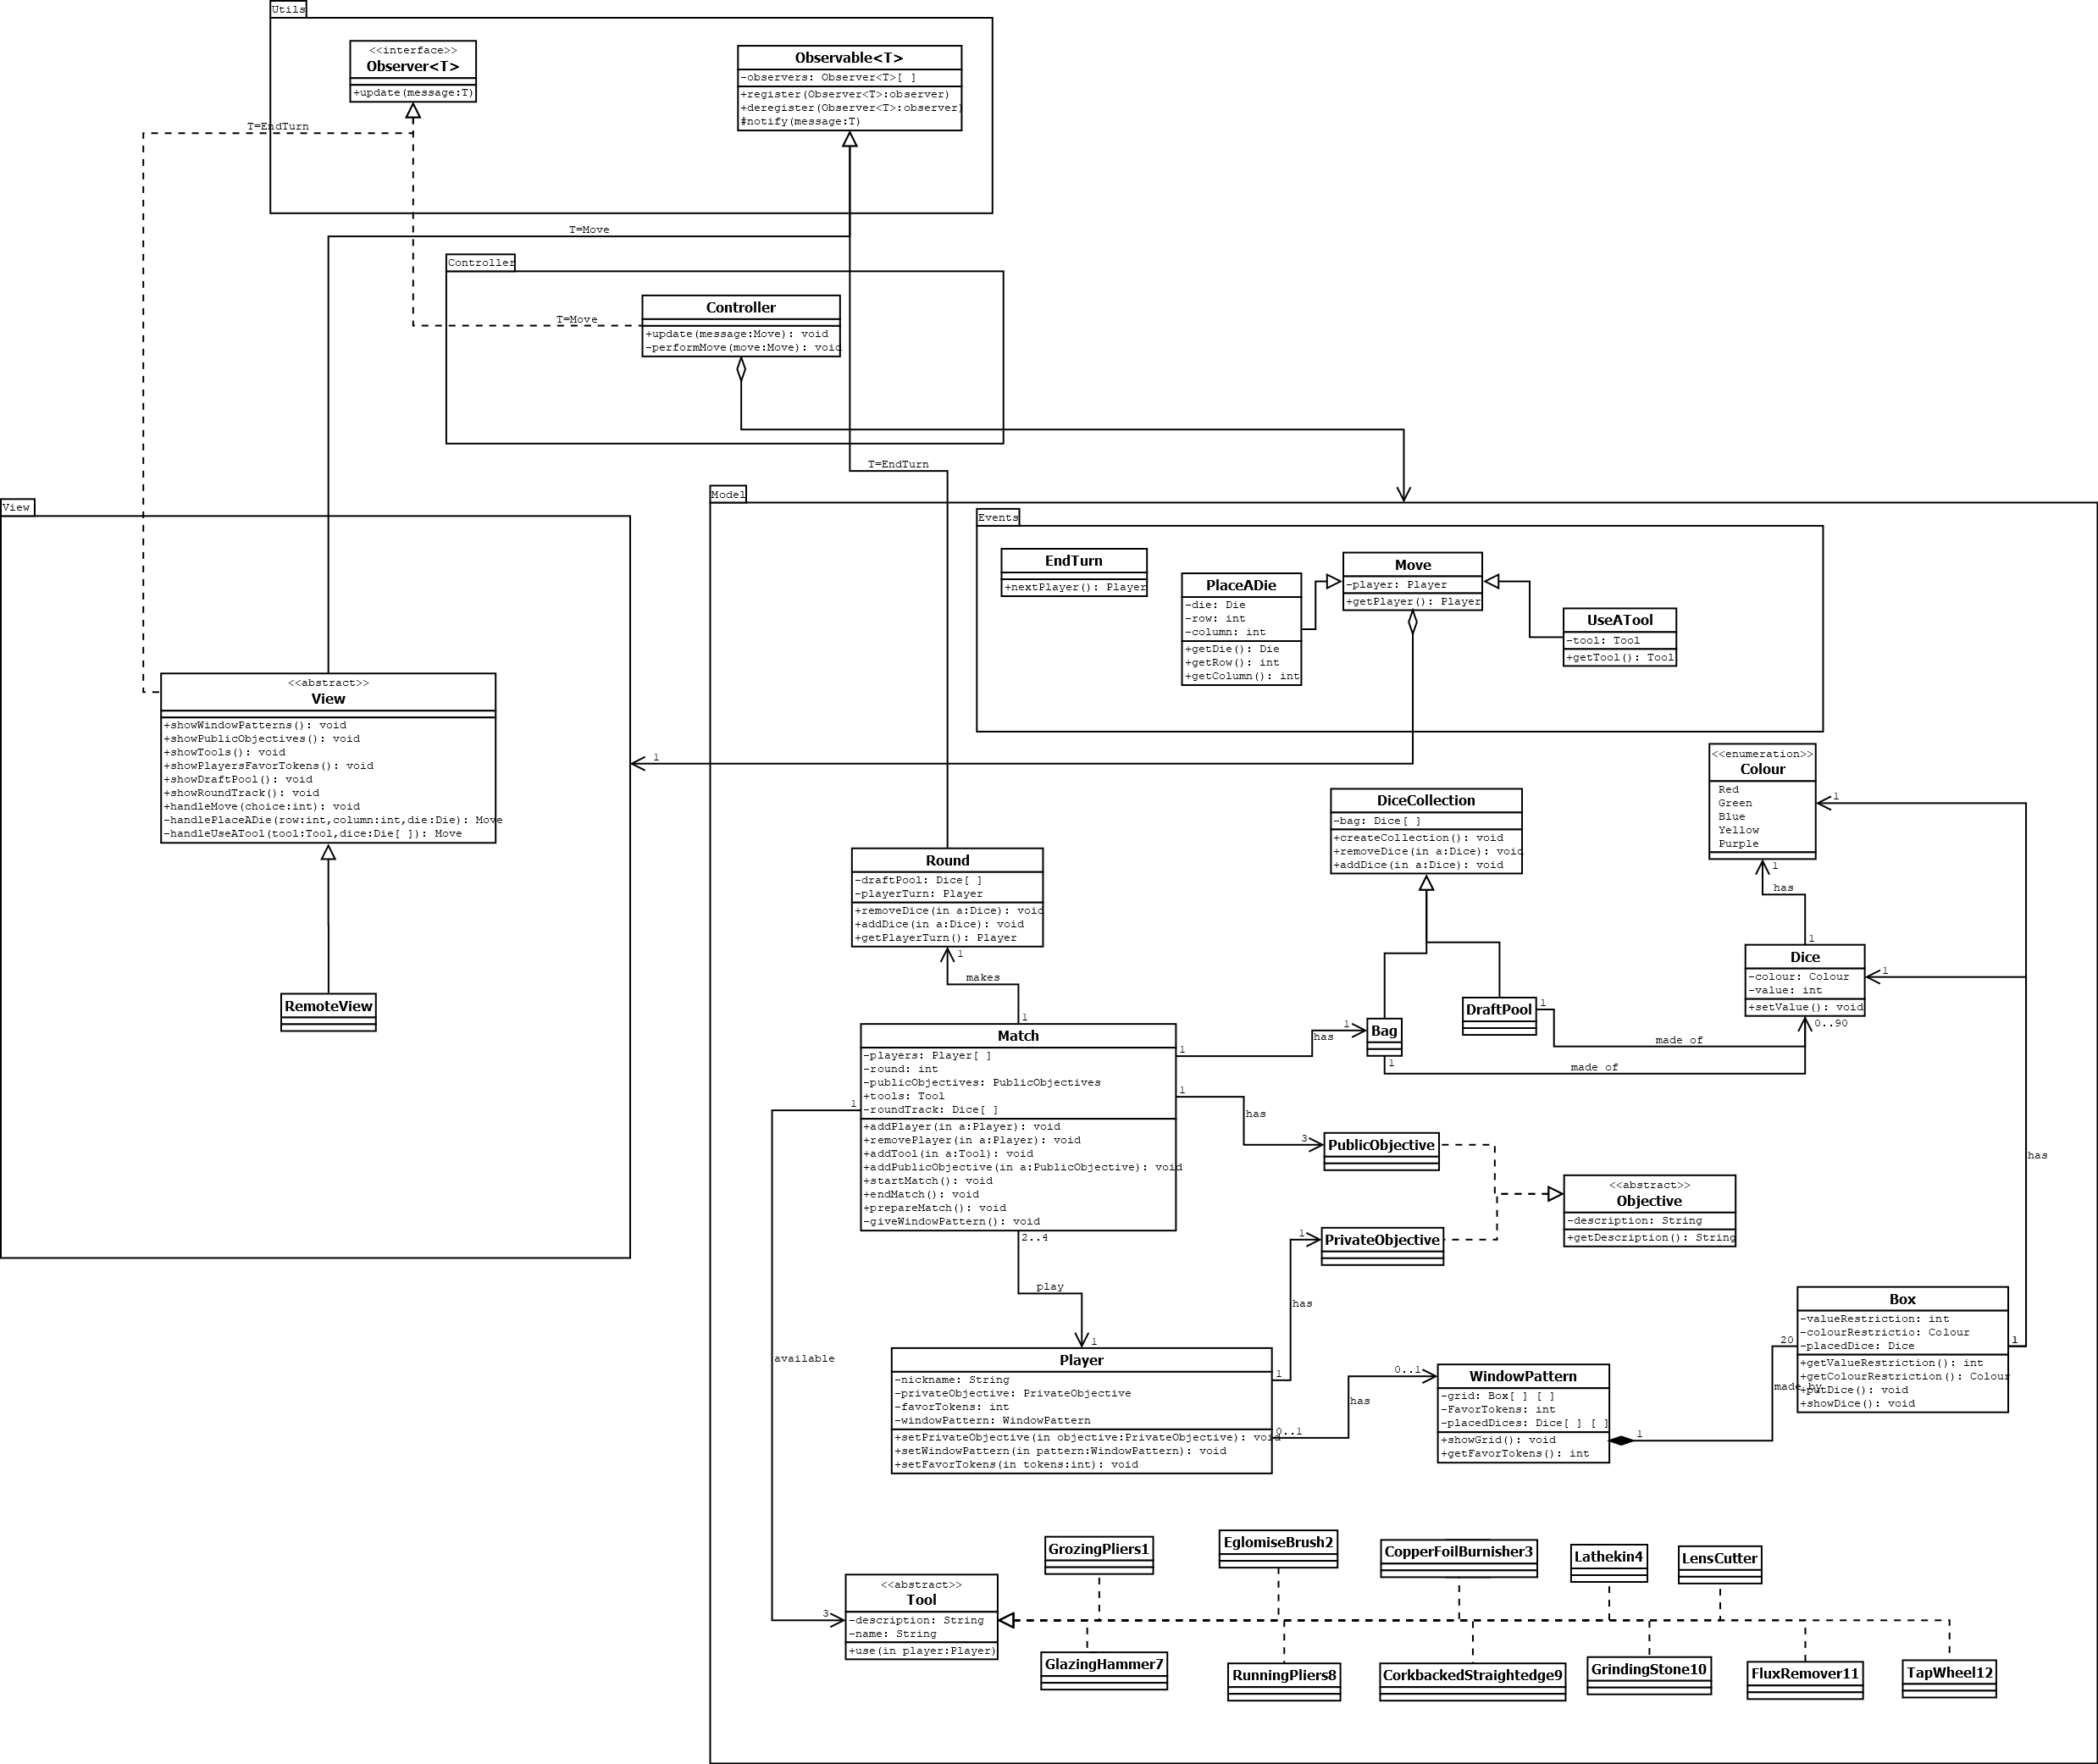 Utils
<<interface>>
Observer<T>
+update(message:T)
Observable<T>
-observers: Observer<T>[ ]
+register(Observer<T>:observer)
+deregister(Observer<T>:observer)
#notify(message:T)
T=EndTurn
T=Move
Controller
Controller
+update(message:Move): void
-performMove(move:Move): void
T=Move
T=EndTurn
View
<<abstract>>
View
+showWindowPatterns(): void
+showPublicObjectives(): void
+showTools(): void
+showPlayersFavorTokens(): void
+showDraftPool(): void
+showRoundTrack(): void
+handleMove(choice:int): void
-handlePlaceADie(row:int,column:int,die:Die): Move
-handleUseATool(tool:Tool,dice:Die[ ]): Move
RemoteView
Model
Events
EndTurn
+nextPlayer(): Player
PlaceADie
-die: Die
-row: int
-column: int
+getDie(): Die
+getRow(): int
+getColumn(): int
Move
-player: Player
+getPlayer(): Player
UseATool
-tool: Tool
+getTool(): Tool
1
<<enumeration>>
Colour
Red
Green
Blue
Yellow
Purple
1
1
has
1
DiceCollection
-bag: Dice[ ]
+createCollection(): void
+removeDice(in a:Dice): void
+addDice(in a:Dice): void
Round
-draftPool: Dice[ ]
-playerTurn: Player
+removeDice(in a:Dice): void
+addDice(in a:Dice): void
+getPlayerTurn(): Player
1
makes
1
Dice
-colour: Colour
-value: int
+setValue(): void
1
0..90
DraftPool
1
made of
Bag
1
made of
Match
-players: Player[ ]
-round: int
-publicObjectives: PublicObjectives
+tools: Tool
-roundTrack: Dice[ ]
+addPlayer(in a:Player): void
+removePlayer(in a:Player): void
+addTool(in a:Tool): void
+addPublicObjective(in a:PublicObjective): void
+startMatch(): void
+endMatch(): void
+prepareMatch(): void
-giveWindowPattern(): void
1
has
1
1
has
3
1
available
3
2..4
play
1
PublicObjective
PrivateObjective
<<abstract>>
Objective
-description: String
+getDescription(): String
has
Player
-nickname: String
-privateObjective: PrivateObjective
-favorTokens: int
-windowPattern: WindowPattern
+setPrivateObjective(in objective:PrivateObjective): void
+setWindowPattern(in pattern:WindowPattern): void
+setFavorTokens(in tokens:int): void
1
has
1
0..1
has
0..1
WindowPattern
-grid: Box[ ] [ ]
-FavorTokens: int
-placedDices: Dice[ ] [ ]
+showGrid(): void
+getFavorTokens(): int
1
made by
20
Box
-valueRestriction: int
-colourRestrictio: Colour
-placedDice: Dice
+getValueRestriction(): int
+getColourRestriction(): Colour
+putDice(): void
+showDice(): void
1
<<abstract>>
Tool
-description: String
-name: String
+use(in player:Player)
GrozingPliers1
EglomiseBrush2
CopperFoilBurnisher3
Lathekin4
LensCutter
GlazingHammer7
RunningPliers8
CorkbackedStraightedge9
GrindingStone10
FluxRemover11
TapWheel12